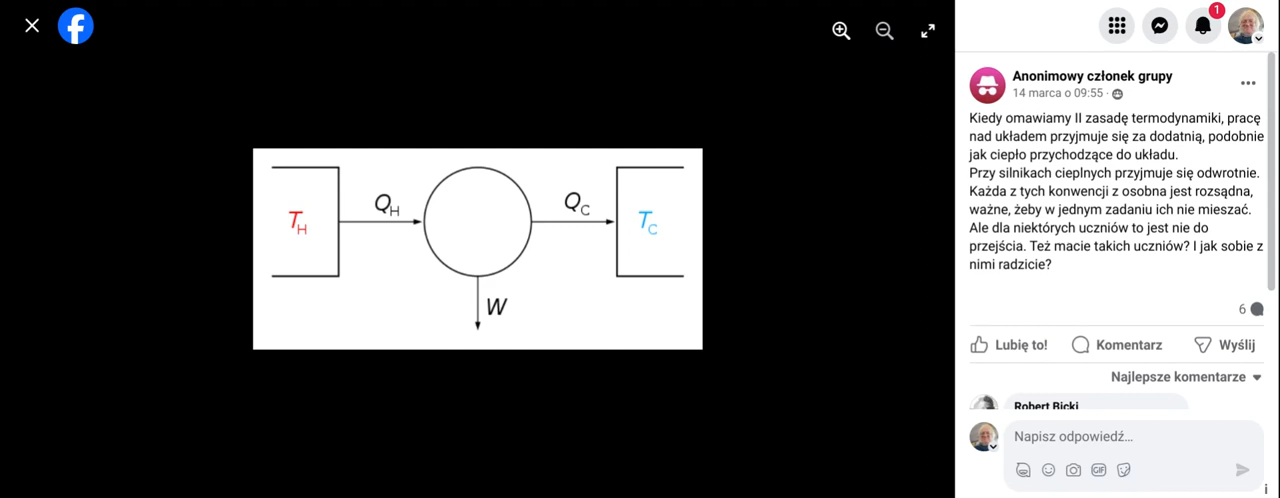 f
1
T_H
Q_H
Q_C
T_C
W
Anonimowy członek grupy
14 marca o 09:55 ·
Kiedy omawiamy II zasadę termodynamiki, pracę
nad układem przyjmuje się za dodatnią, podobnie
jak ciepło przychodzące do układu.
Przy silnikach cieplnych przyjmuje się odwrotnie.
Każda z tych konwencji z osobna jest rozsądna,
ważne, żeby w jednym zadaniu ich nie mieszać.
Ale dla niektórych uczniów to jest nie do
przejścia. Też macie takich uczniów? I jak sobie z
nimi radzicie?
6
Lubię to! Komentarz Wyślij
Najlepsze komentarze
Robert Bicki
Napisz odpowiedź...
GIF
i